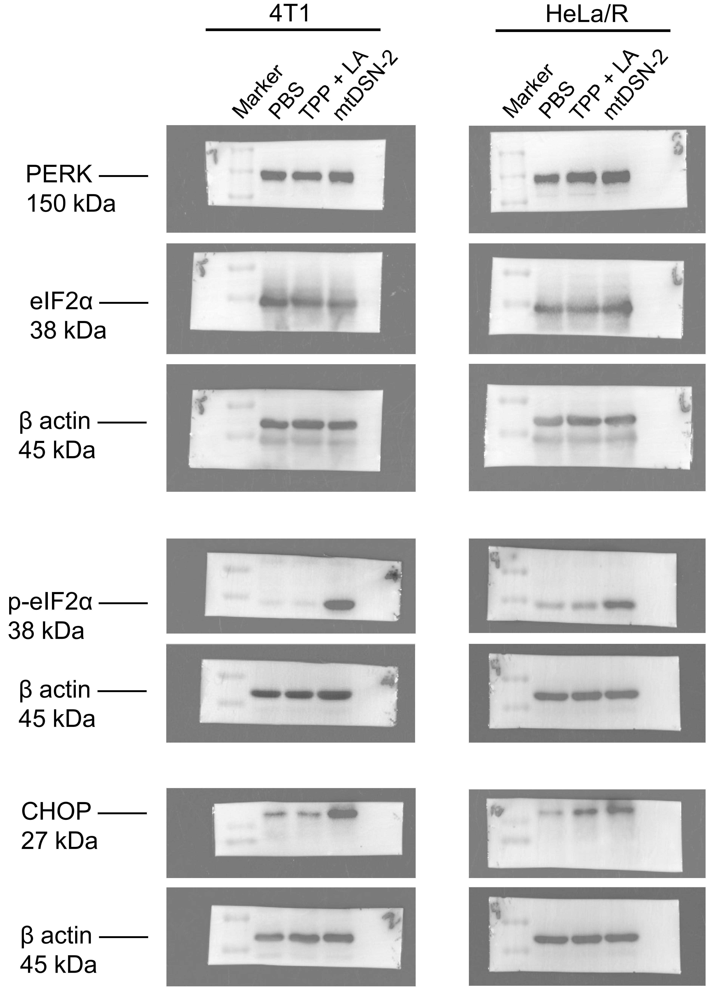 4T1
HeLa/R
Marker
PBS
TPP + LA
mtDSN-2
Marker
PBS
TPP + LA
mtDSN-2
PERK
150 kDa
eIF2α
38 kDa
β actin
45 kDa
p-eIF2α
38 kDa
β actin
45 kDa
CHOP
27 kDa
β actin
45 kDa